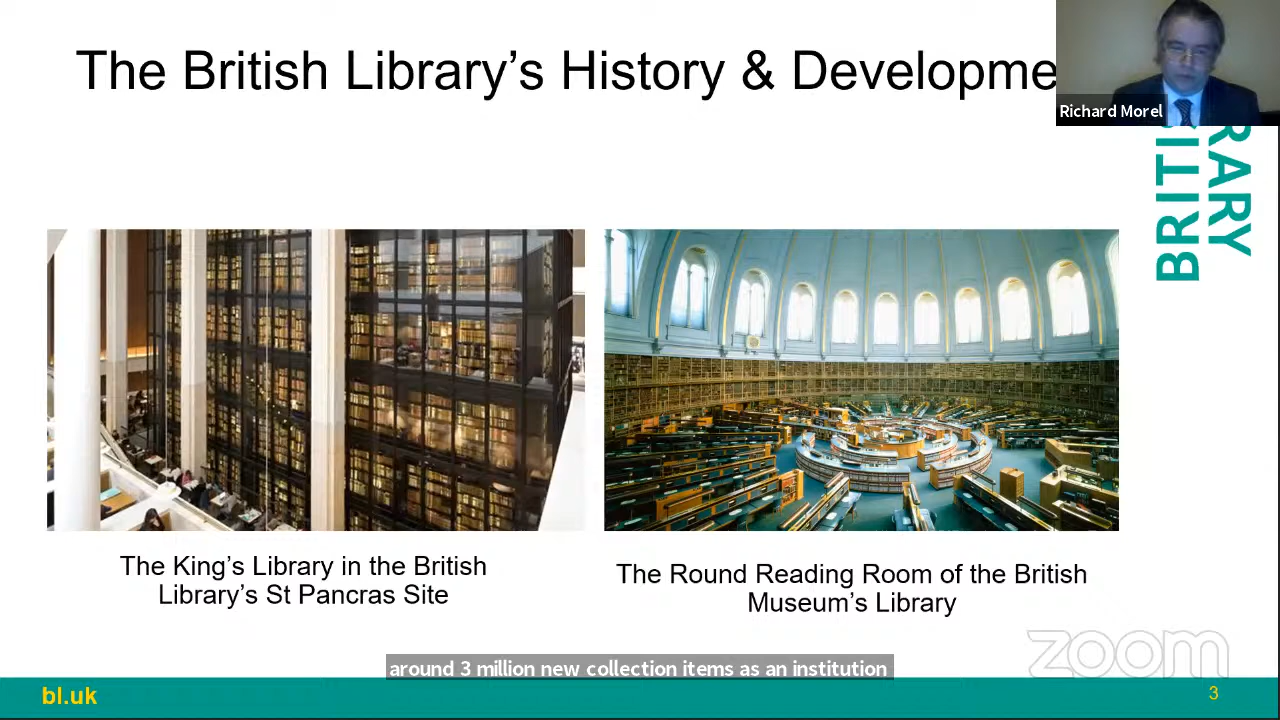 The British Library's History & Developme
Richard Morel
BRITIS
RARY
The King's Library in the British
Library's St Pancras Site
The Round Reading Room of the British
Museum's Library
zoom
around 3 million new collection items as an institution
bl.uk
3